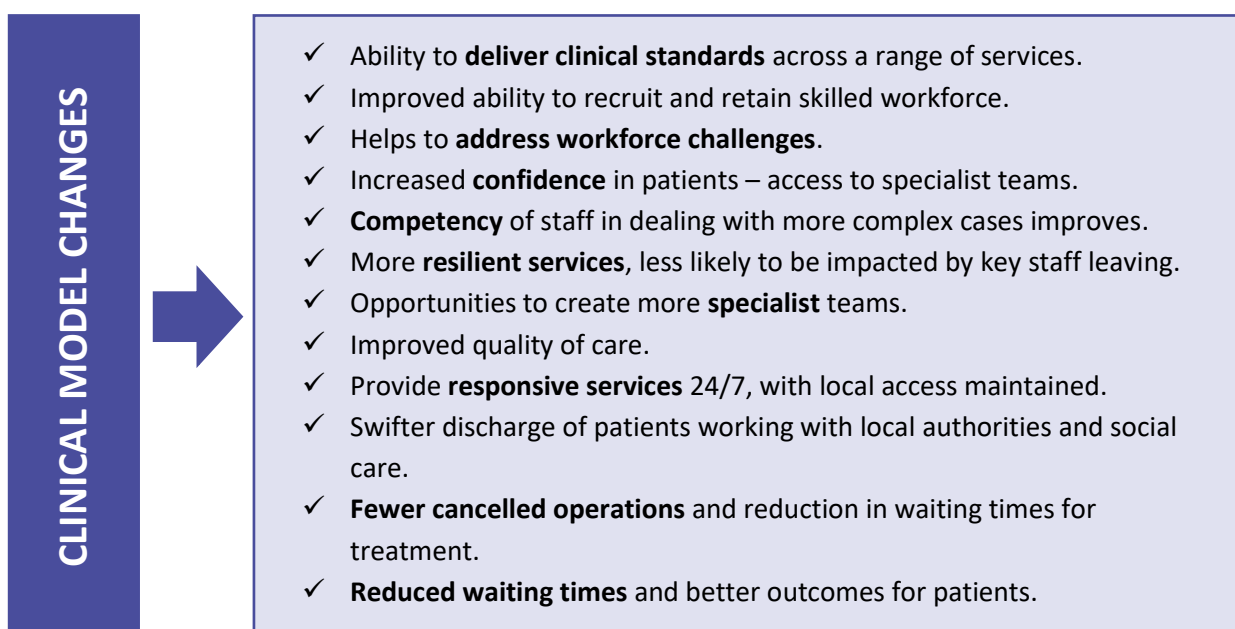 CLINICAL MODEL CHANGES
✓ Ability to deliver clinical standards across a range of services.
✓ Improved ability to recruit and retain skilled workforce.
✓ Helps to address workforce challenges.
✓ Increased confidence in patients – access to specialist teams.
✓ Competency of staff in dealing with more complex cases improves.
✓ More resilient services, less likely to be impacted by key staff leaving.
✓ Opportunities to create more specialist teams.
✓ Improved quality of care.
✓ Provide responsive services 24/7, with local access maintained.
✓ Swifter discharge of patients working with local authorities and social
care.
✓ Fewer cancelled operations and reduction in waiting times for
treatment.
✓ Reduced waiting times and better outcomes for patients.